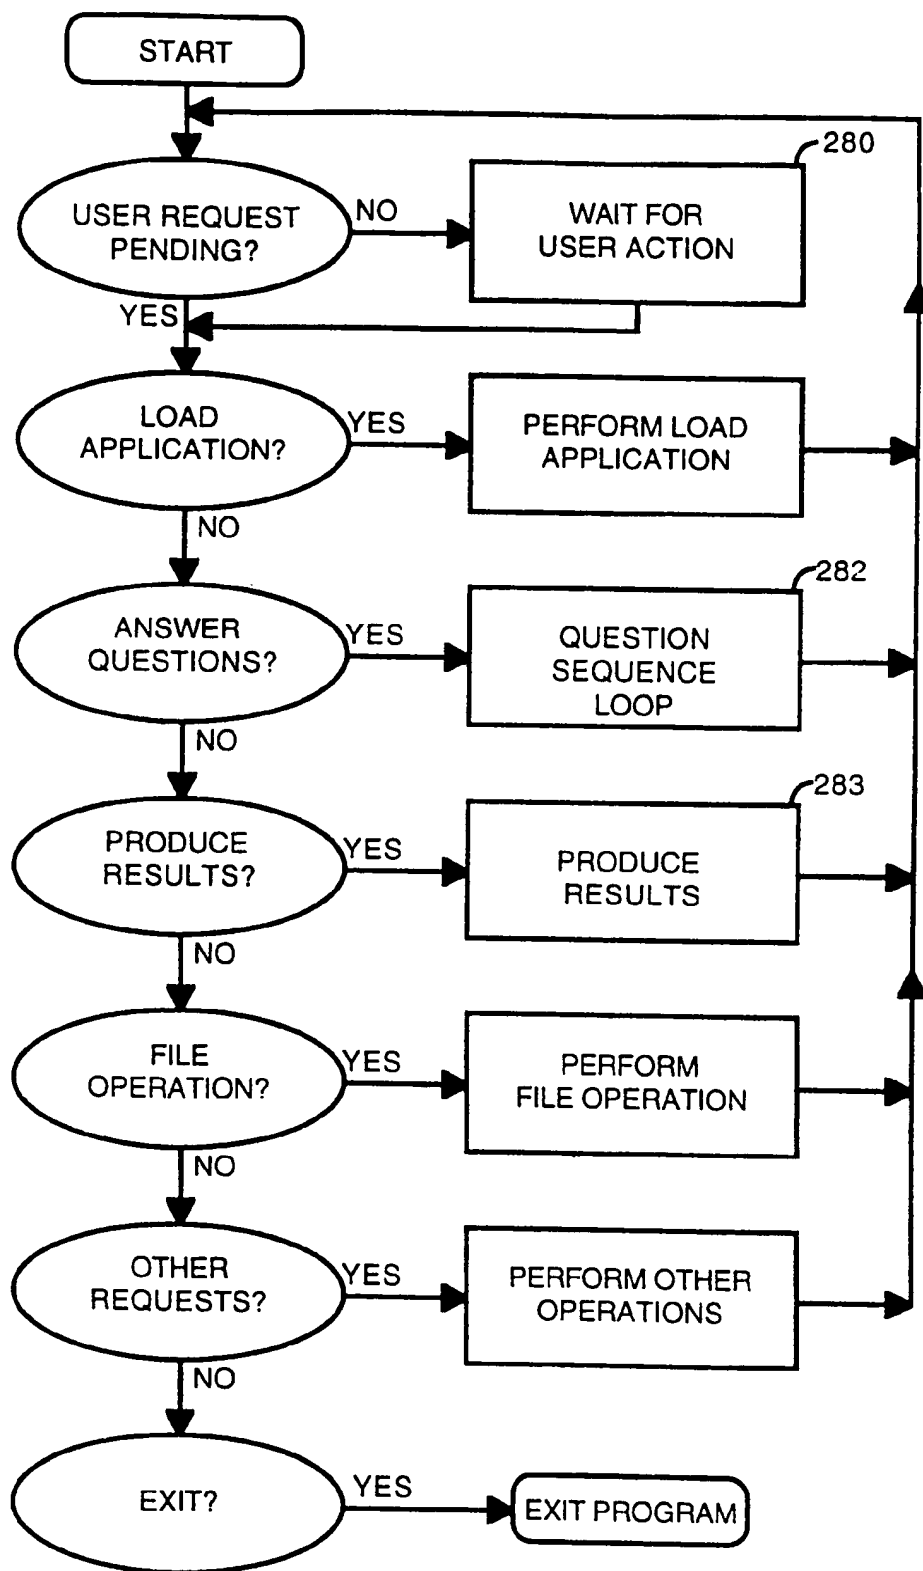 START
280
USER REQUEST
PENDING?
NO
WAIT FOR
USER ACTION
YES
LOAD
APPLICATION?
YES
PERFORM LOAD
APPLICATION
NO
282
ANSWER
QUESTIONS?
YES
QUESTION
SEQUENCE
LOOP
NO
283
PRODUCE
RESULTS?
YES
PRODUCE
RESULTS
NO
FILE
OPERATION?
YES
PERFORM
FILE OPERATION
NO
OTHER
REQUESTS?
YES
PERFORM OTHER
OPERATIONS
NO
EXIT?
YES
EXIT PROGRAM